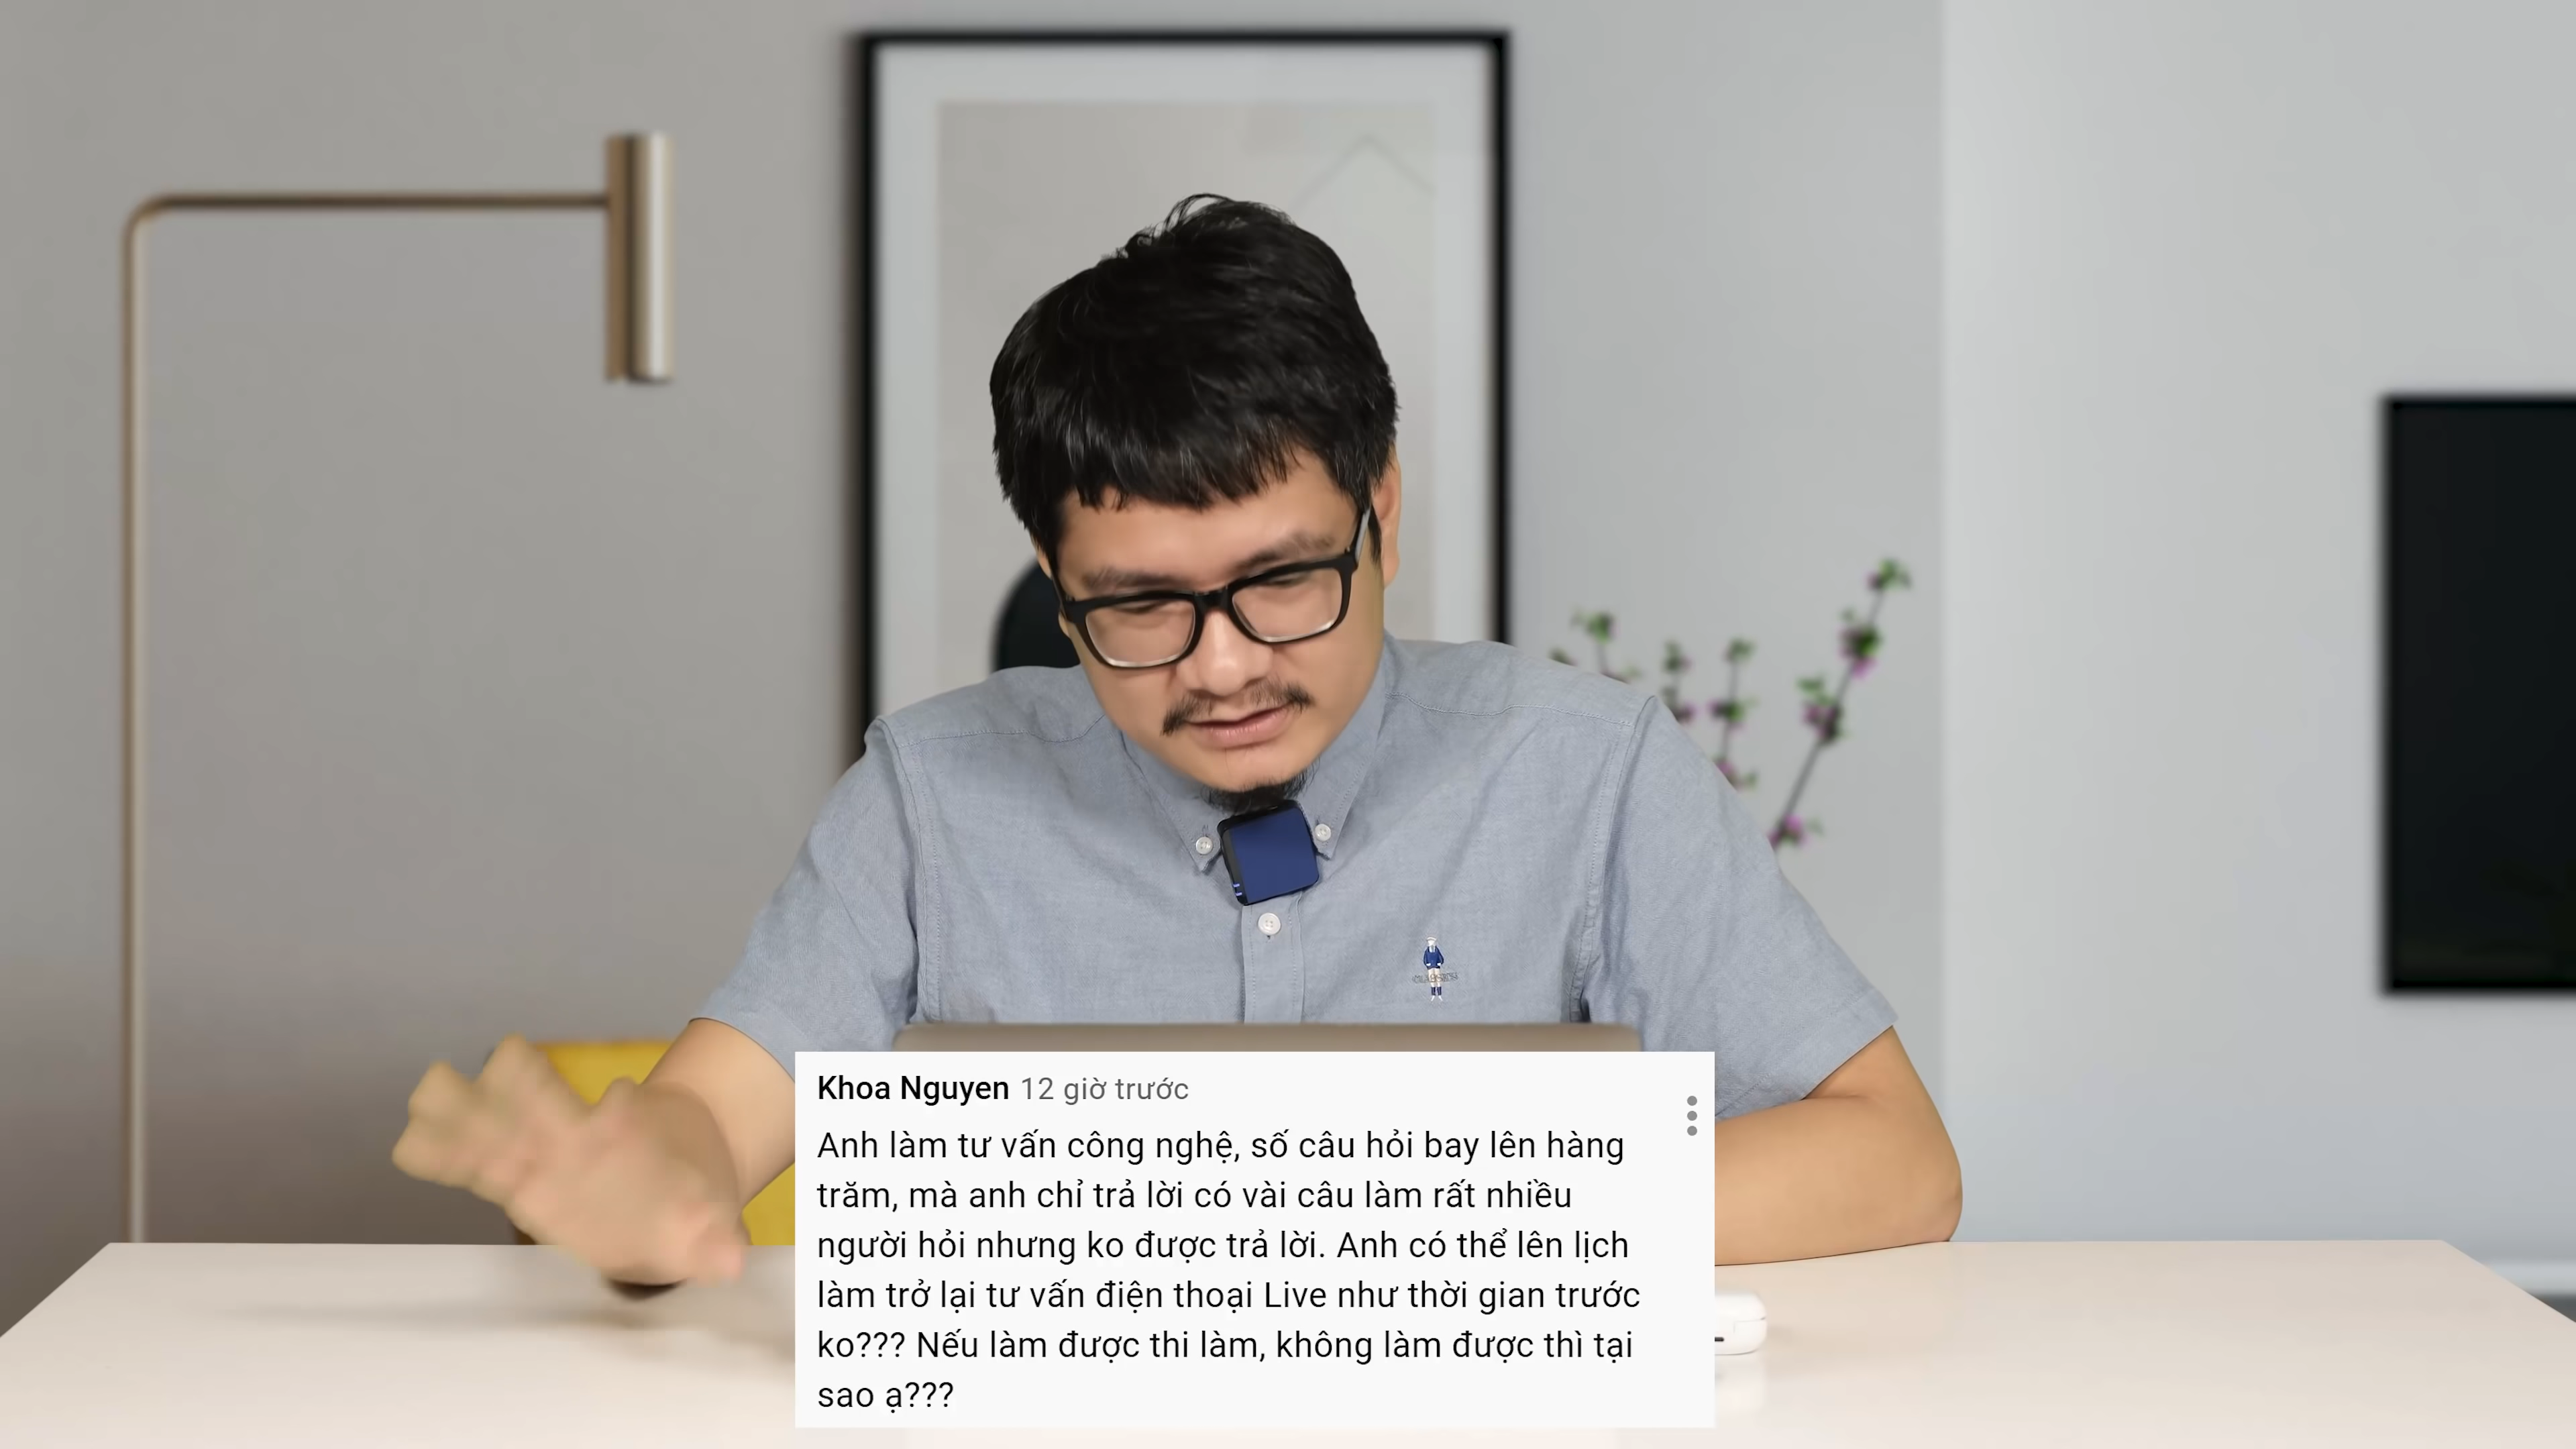 Khoa Nguyen 12 giờ trước
Anh làm tư vấn công nghệ, số câu hỏi bay lên hàng
trăm, mà anh chỉ trả lời có vài câu làm rất nhiều
người hỏi nhưng ko được trả lời. Anh có thể lên lịch
làm trở lại tư vấn điện thoại Live như thời gian trước
ko??? Nếu làm được thi làm, không làm được thì tại
sao ạ???